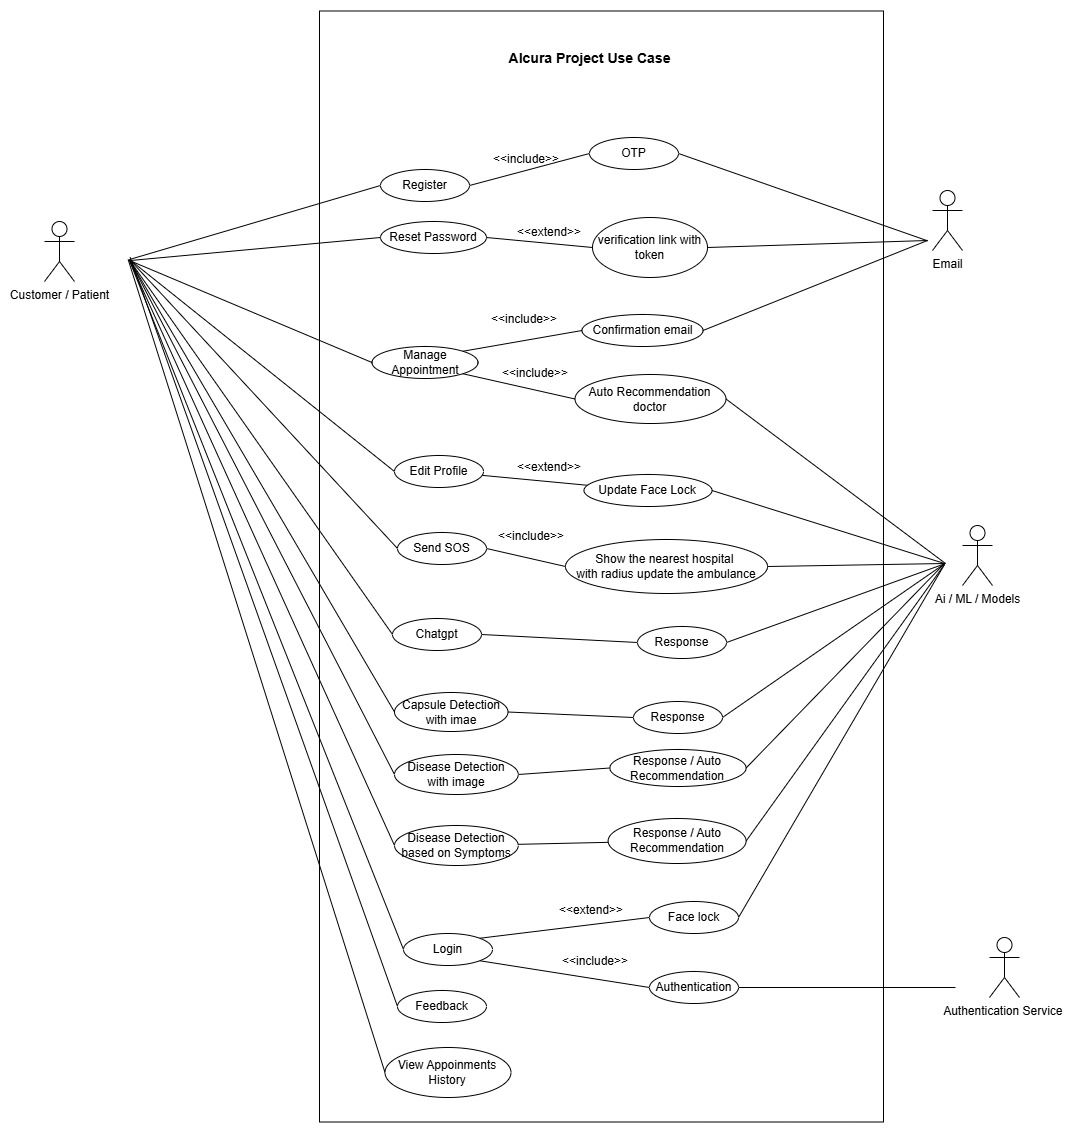 AIcura Project Use Case
<<include>>
OTP
Register
Reset Password
<<extend>>
verification link with
token
Customer / Patient
Email
<<include>>
Confirmation email
Manage
Appointment
<<include>>
Auto Recommendation
doctor
Edit Profile
<<extend>>
Update Face Lock
Send SOS
<<include>>
Show the nearest hospital
with radius update the ambulance
Ai / ML / Models
Chatgpt
Response
Capsule Detection
with imae
Response
Disease Detection
with image
Response / Auto
Recommendation
Disease Detection
based on Symptoms
Response / Auto
Recommendation
<<extend>>
Face lock
Login
<<include>>
Authentication
Authentication Service
Feedback
View Appoinments
History